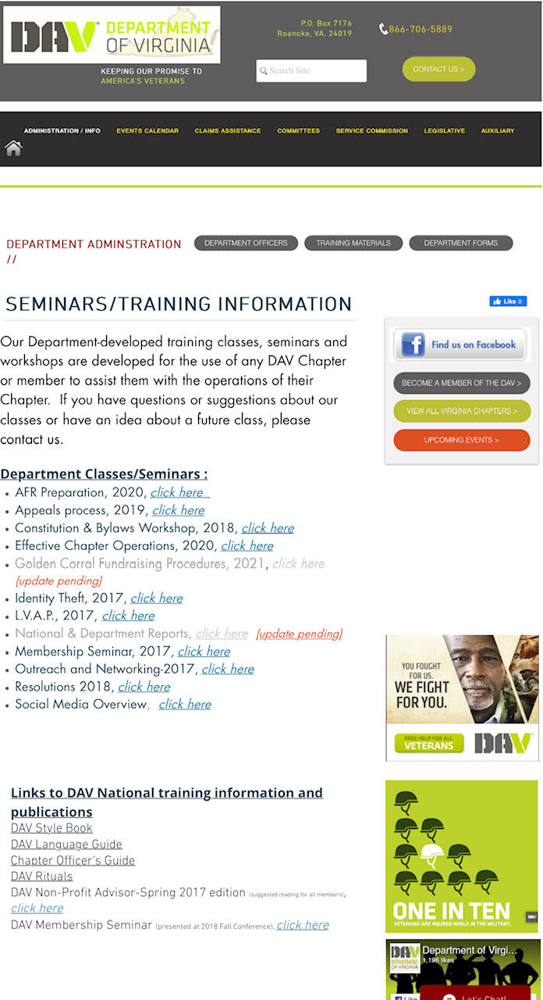 DAV DEPARTMENT
OF VIRGINIA
KEEPING OUR PROMISE TO
AMERICA'S VETERANS
P.O. Box 7176
Roanoke, VA. 24019
866-706-5889
Search Site
CONTACT US >
ADMINISTRATION / INFO EVENTS CALENDAR CLAIMS ASSISTANCE COMMITTEES SERVICE COMMISSION LEGISLATIVE AUXILIARY
DEPARTMENT ADMINSTRATION
//
DEPARTMENT OFFICERS TRAINING MATERIALS DEPARTMENT FORMS
SEMINARS/TRAINING INFORMATION
Our Department-developed training classes, seminars and
workshops are developed for the use of any DAV Chapter
or member to assist them with the operations of their
Chapter. If you have questions or suggestions about our
classes or have an idea about a future class, please
contact us.
Department Classes/Seminars :
• AFR Preparation, 2020, click here
• Appeals process, 2019, click here
• Constitution & Bylaws Workshop, 2018, click here
• Effective Chapter Operations, 2020, click here
• Golden Corral Fundraising Procedures, 2021, click here
(update pending)
• Identity Theft, 2017, click here
• L.V.A.P., 2017, click here
• National & Department Reports, click here (update pending)
• Membership Seminar, 2017, click here
• Outreach and Networking-2017, click here
• Resolutions 2018, click here
• Social Media Overview, click here
Links to DAV National training information and
publications
DAV Style Book
DAV Language Guide
Chapter Officer's Guide
DAV Rituals
DAV Non-Profit Advisor-Spring 2017 edition (suggested reading for all members),
click here
DAV Membership Seminar (presented at 2018 Fall Conference), click here
Like 0
Find us on Facebook
BECOME A MEMBER OF THE DAV >
VIEW ALL VIRGINIA CHAPTERS >
UPCOMING EVENTS >
YOU FOUGHT
FOR US.
WE FIGHT
FOR YOU.
FREE HELP FOR ALL
VETERANS
DAV
ONE IN TEN
VETERANS ARE INJURED WHILE IN THE MILITARY.
DAV
DEPARTMENT
OF VIRGINIA
Department of Virgi...
1,196 likes
Like
Let's Chat!